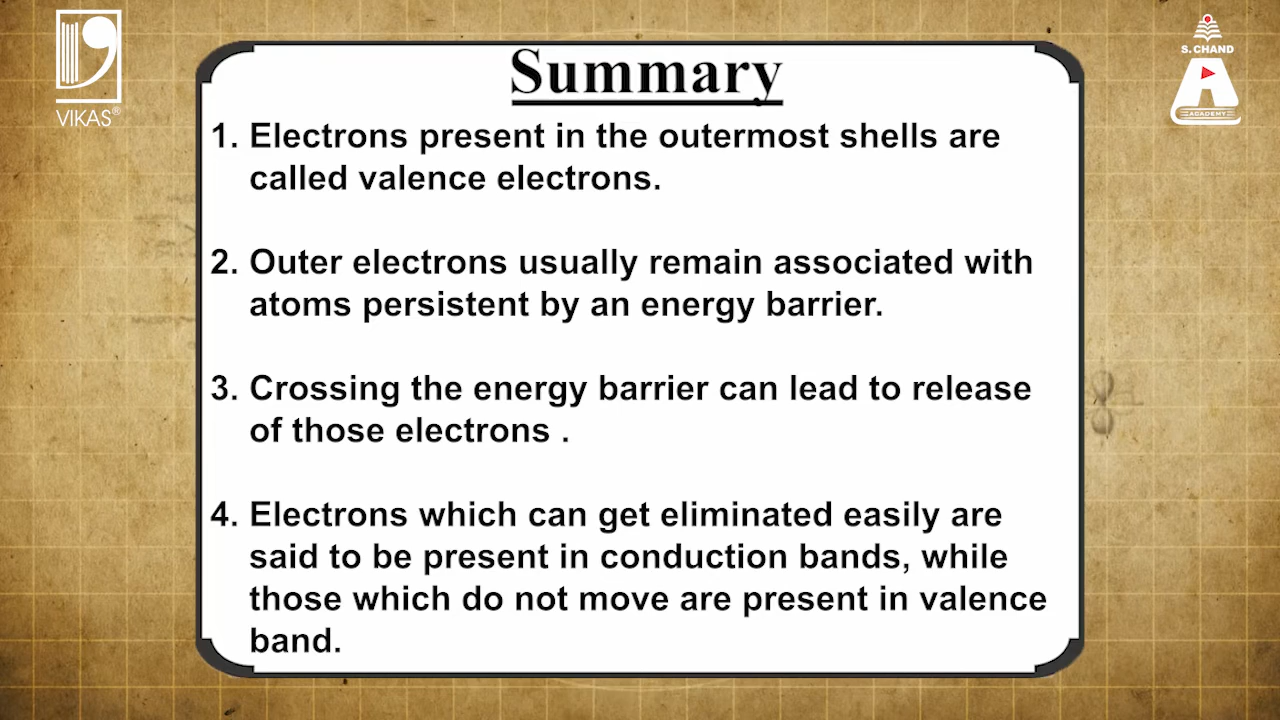 VIKAS®
S. CHAND
ACADEMY
Summary
1. Electrons present in the outermost shells are
called valence electrons.
2. Outer electrons usually remain associated with
atoms persistent by an energy barrier.
3. Crossing the energy barrier can lead to release
of those electrons .
4. Electrons which can get eliminated easily are
said to be present in conduction bands, while
those which do not move are present in valence
band.